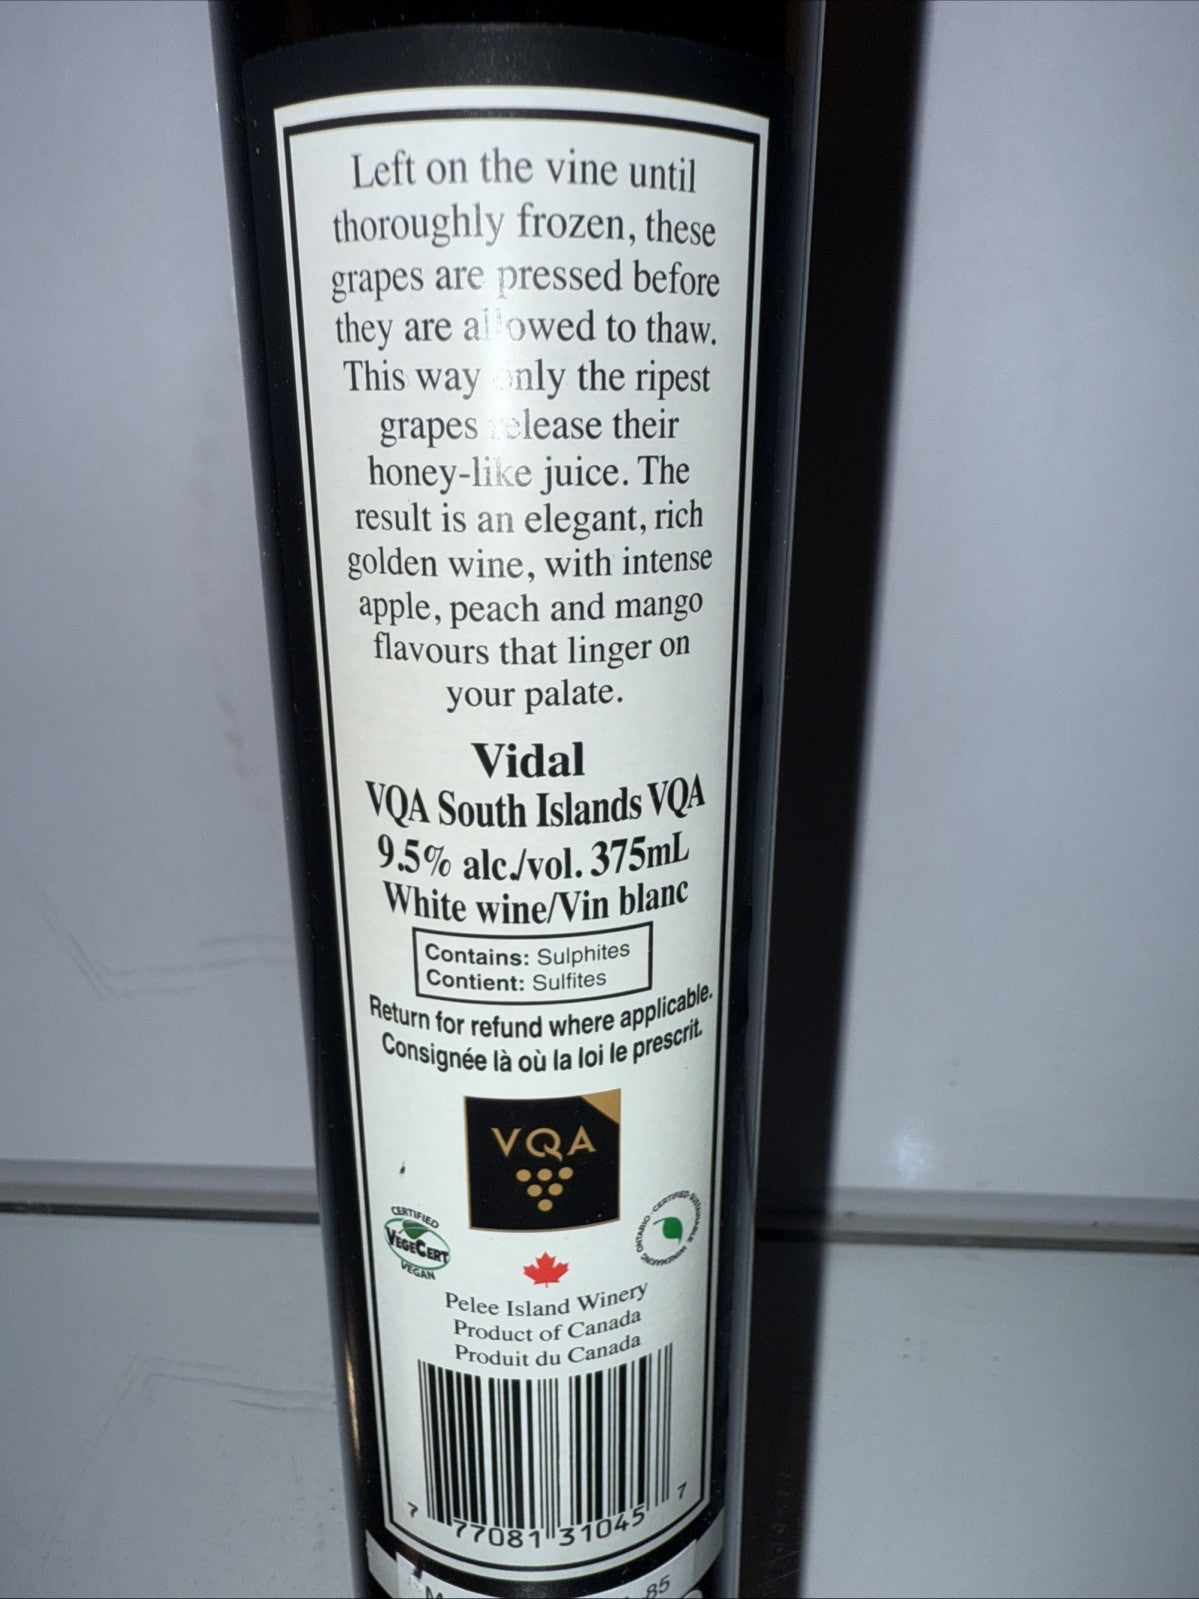 Left on the vine until
thoroughly frozen, these
grapes are pressed before
they are allowed to thaw.
This way only the ripest
grapes release their
honey-like juice. The
result is an elegant, rich
golden wine, with intense
apple, peach and mango
flavours that linger on
your palate.
Vidal
VQA South Islands VQA
9.5% alc./vol. 375mL
White wine/Vin blanc
Contains: Sulphites
Contient: Sulfites
Return for refund where applicable.
Consignée là où la loi le prescrit.
VQA
CERTIFIED
VEGECERT
VEGAN
CERTIFIED SUSTAINABLE WINEMAKING ONTARIO
Pelee Island Winery
Product of Canada
Produit du Canada
7 77081 31045 7
85